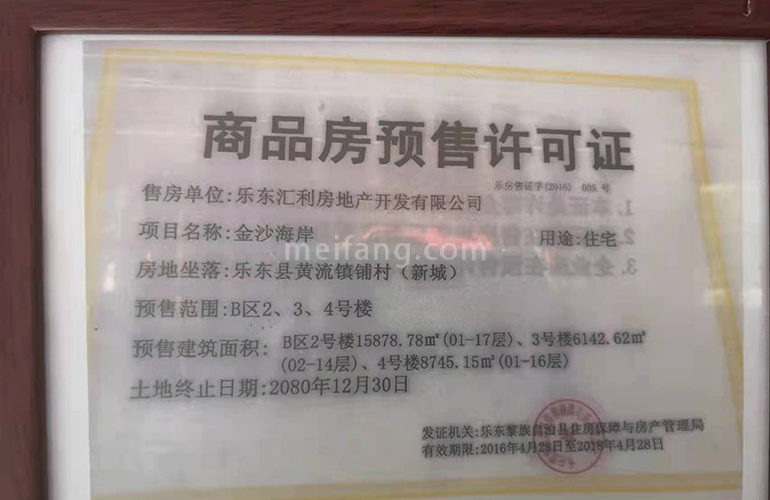 商品房预售许可证
乐房售证字(2016) 005 号
售房单位:乐东汇利房地产开发有限公司
项目名称:金沙海岸 用途:住宅
meifang.com
房地坐落:乐东县黄流镇铺村（新城）
预售范围:B区2、3、4号楼
预售建筑面积: B区2号楼15878.78㎡(01-17层)、3号楼6142.62㎡
(02-14层)、4号楼8745.15㎡(01-16层)
土地终止日期:2080年12月30日
发证机关:乐东黎族自治县住房保障与房产管理局
有效期限:2016年4月28日至2018年4月28日